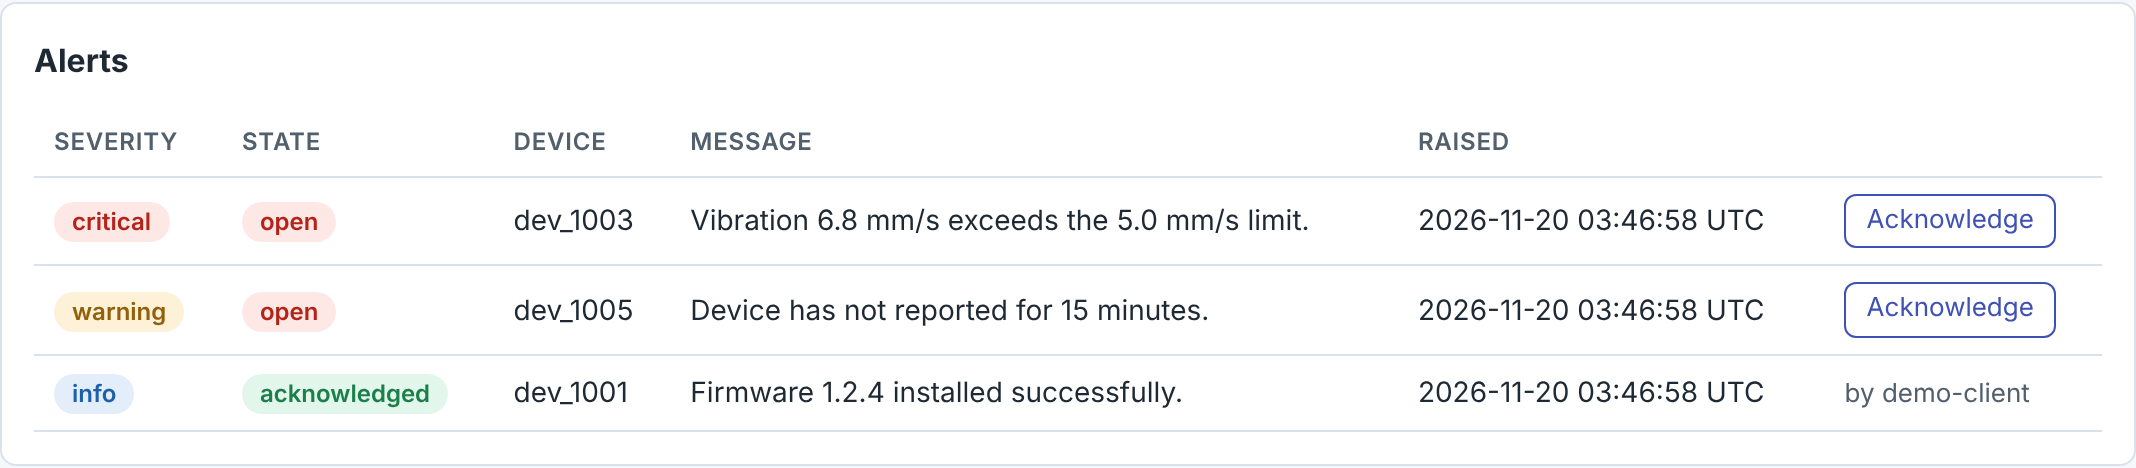 Alerts
SEVERITY STATE DEVICE MESSAGE RAISED
critical open dev_1003 Vibration 6.8 mm/s exceeds the 5.0 mm/s limit. 2026-11-20 03:46:58 UTC Acknowledge
warning open dev_1005 Device has not reported for 15 minutes. 2026-11-20 03:46:58 UTC Acknowledge
info acknowledged dev_1001 Firmware 1.2.4 installed successfully. 2026-11-20 03:46:58 UTC by demo-client